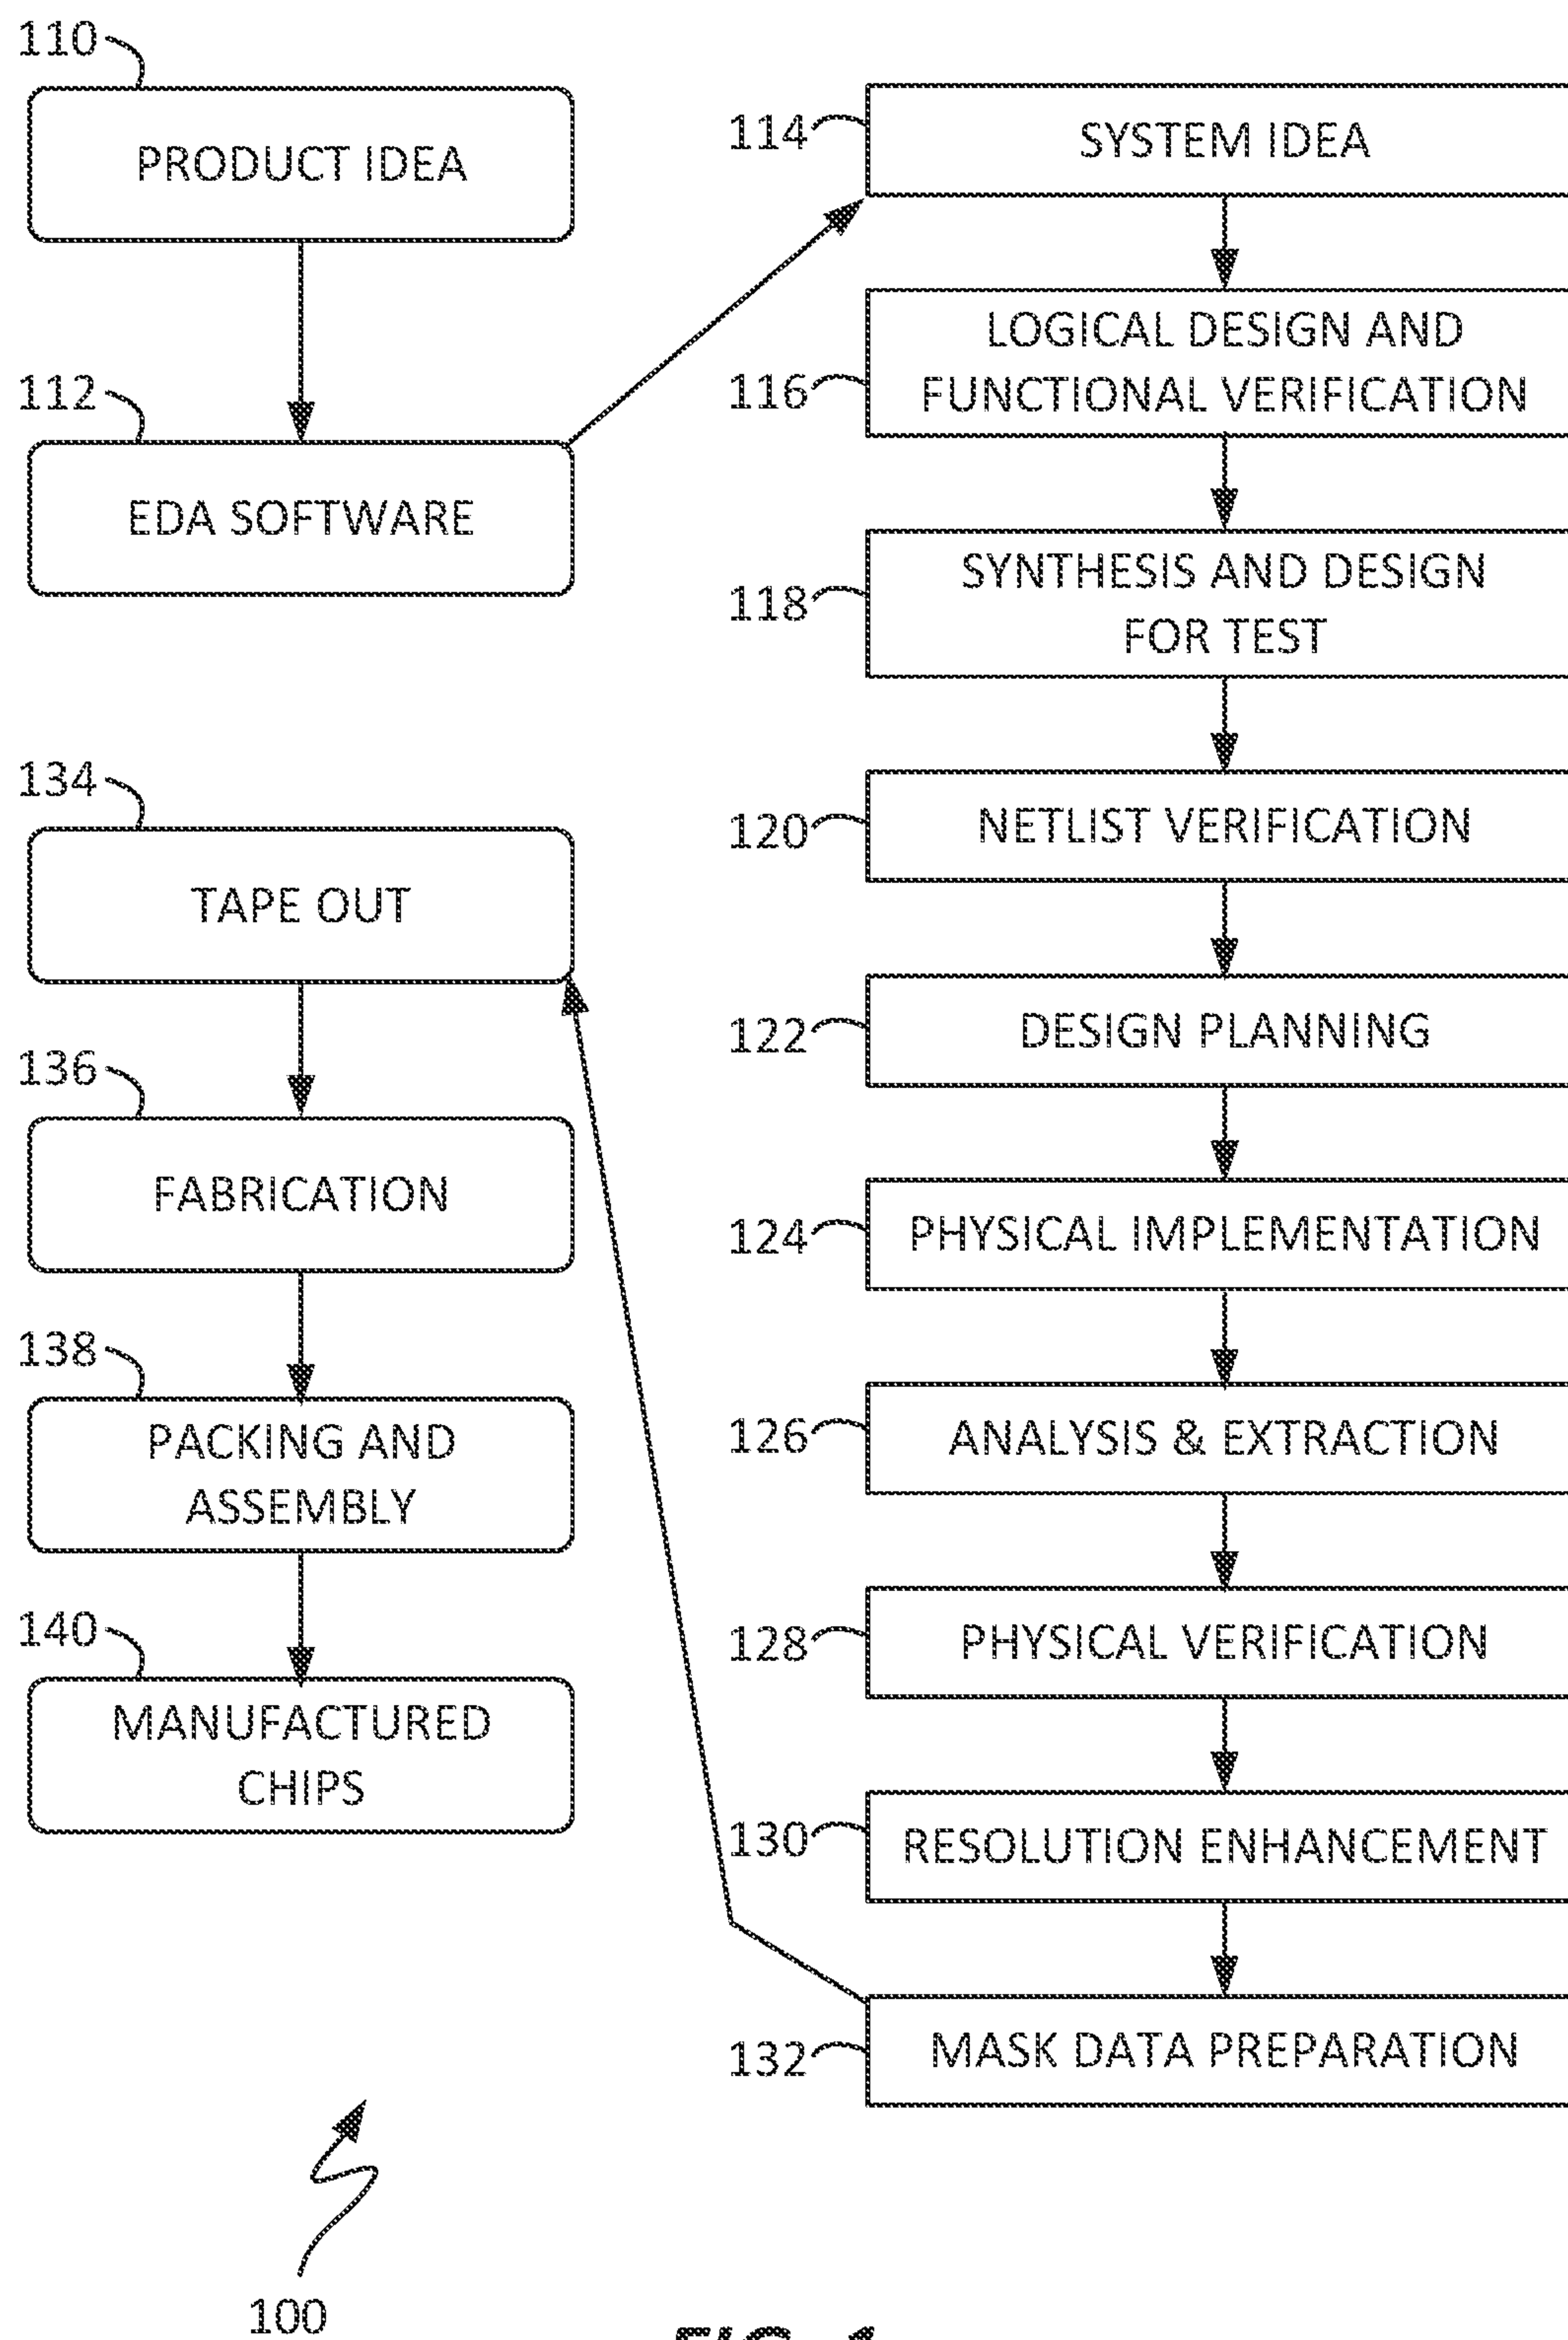 110
PRODUCT IDEA
112
EDA SOFTWARE
114
SYSTEM IDEA
116
LOGICAL DESIGN AND
FUNCTIONAL VERIFICATION
118
SYNTHESIS AND DESIGN
FOR TEST
120
NETLIST VERIFICATION
122
DESIGN PLANNING
124
PHYSICAL IMPLEMENTATION
126
ANALYSIS & EXTRACTION
128
PHYSICAL VERIFICATION
130
RESOLUTION ENHANCEMENT
132
MASK DATA PREPARATION
134
TAPE OUT
136
FABRICATION
138
PACKING AND
ASSEMBLY
140
MANUFACTURED
CHIPS
100
FIG. 1